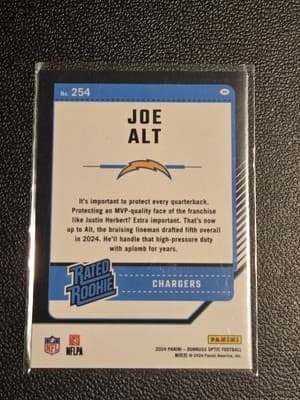 No. 254
JOE
ALT
It's important to protect every quarterback.
Protecting an MVP-quality face of the franchise
like Justin Herbert? Extra important. That's now
up to Alt, the bruising lineman drafted fifth overall
in 2024. He'll handle that high-pressure duty
with aplomb for years.
RATED
ROOKIE
CHARGERS
NFL
NFLPA
PANINI
2024 PANINI – DONRUSS OPTIC FOOTBALL
© 2024 Panini America, Inc.